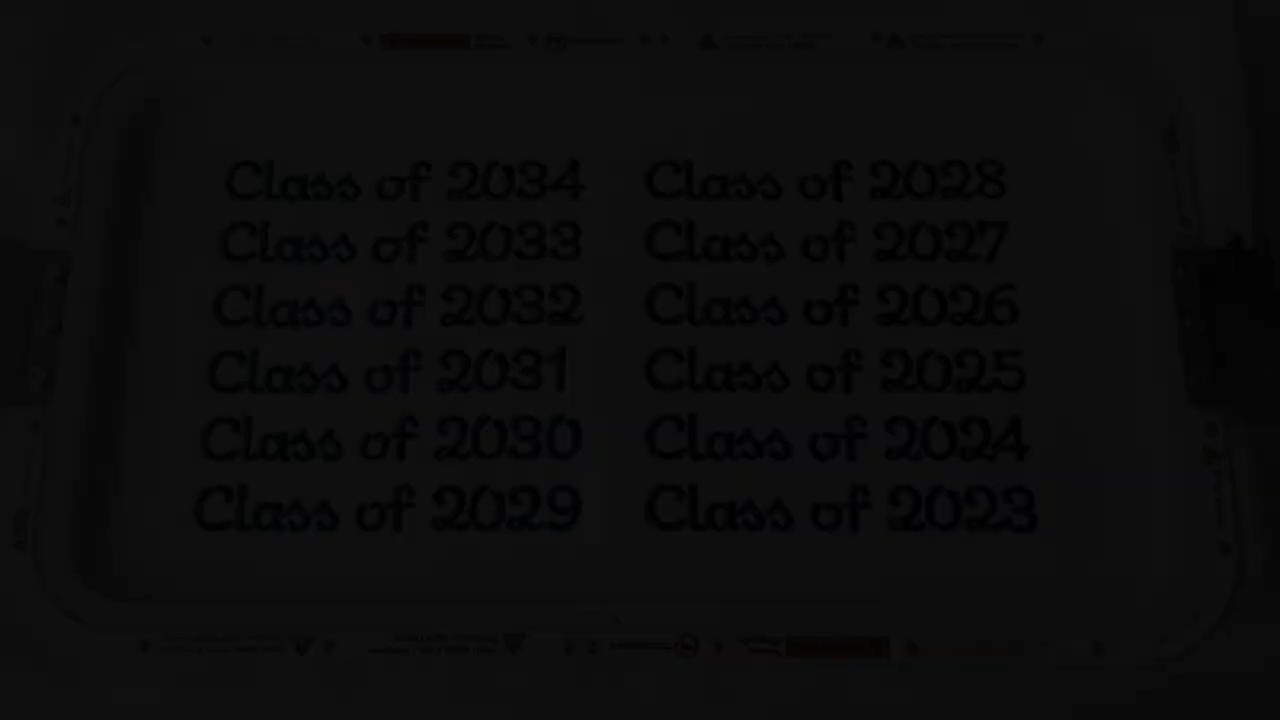 Class of 2034
Class of 2033
Class of 2032
Class of 2031
Class of 2030
Class of 2029
Class of 2028
Class of 2027
Class of 2026
Class of 2025
Class of 2024
Class of 2023